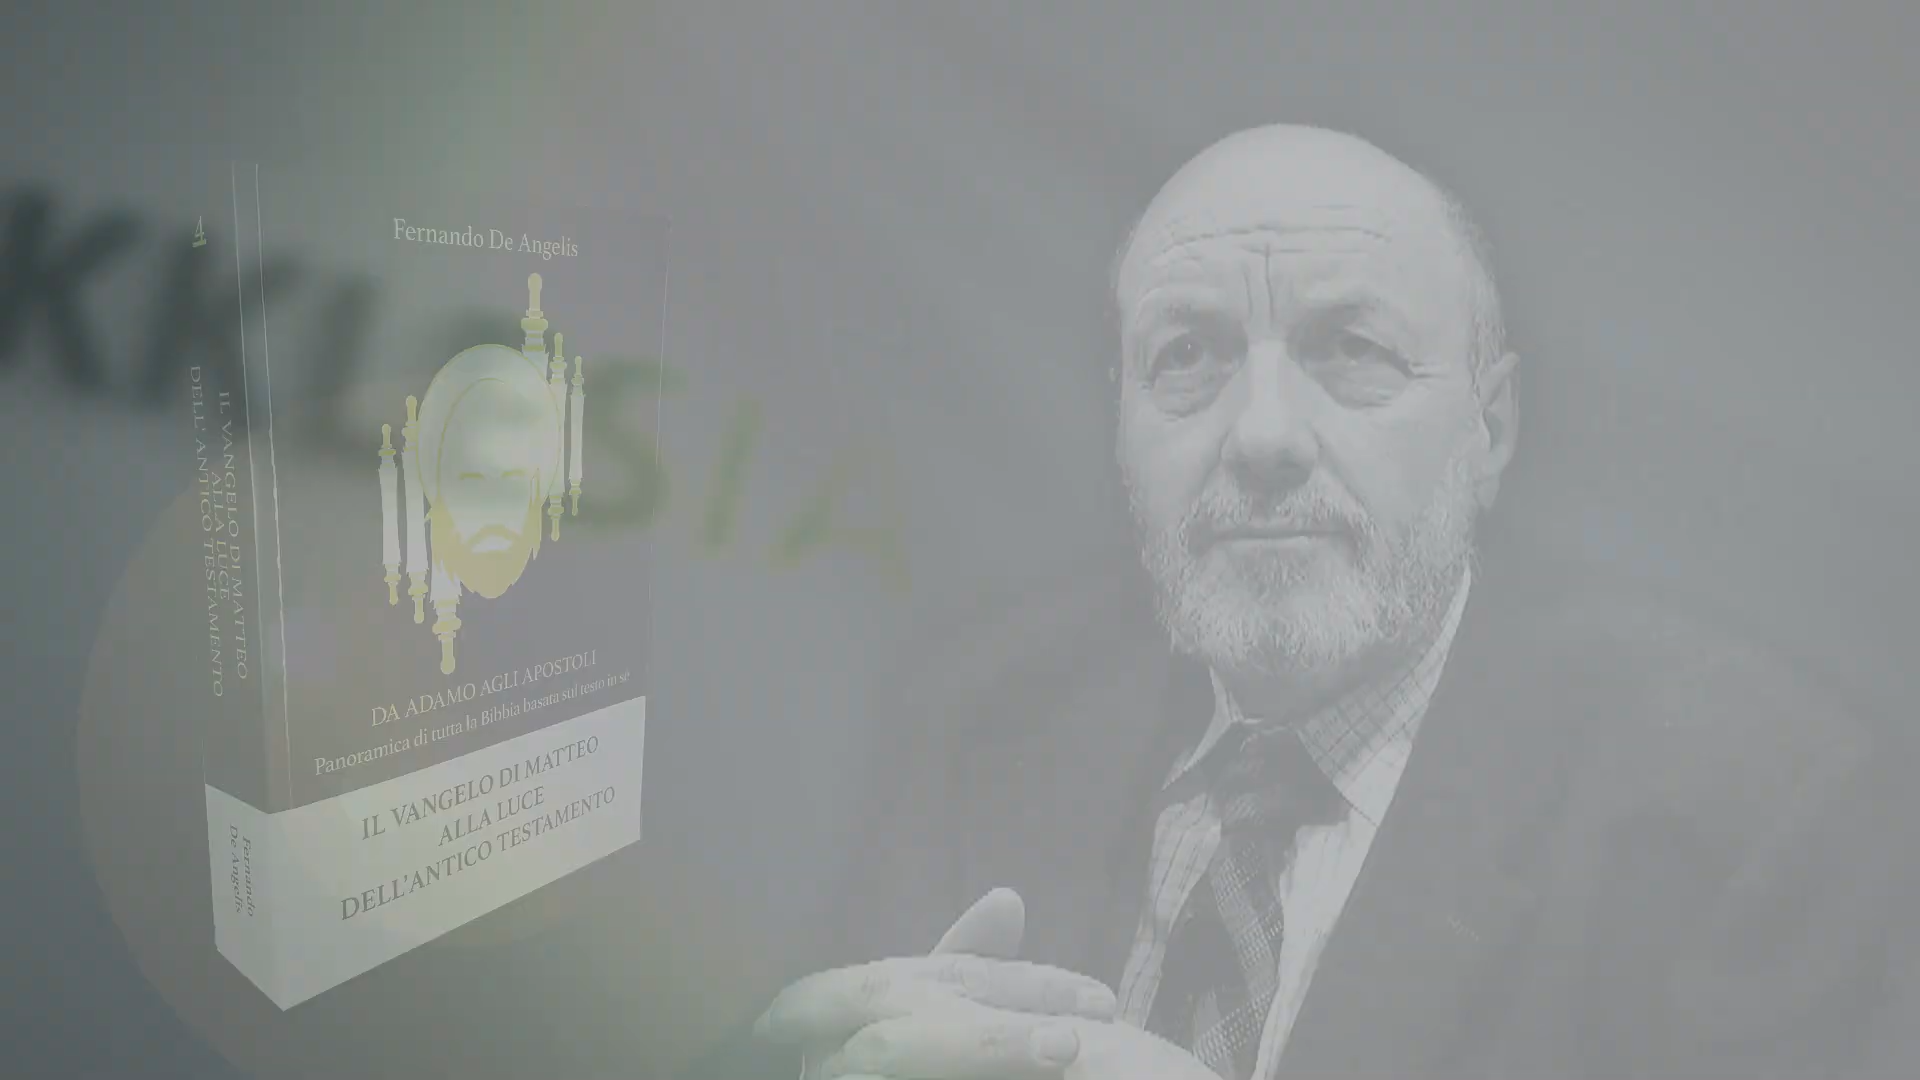 Fernando De Angelis
DA ADAMO AGLI APOSTOLI
Panoramica di tutta la Bibbia basata sul testo in sé
IL VANGELO DI MATTEO
ALLA LUCE
DELL'ANTICO TESTAMENTO
4
IL VANGELO DI MATTEO
ALLA LUCE
DELL'ANTICO TESTAMENTO
Fernando
De Angelis